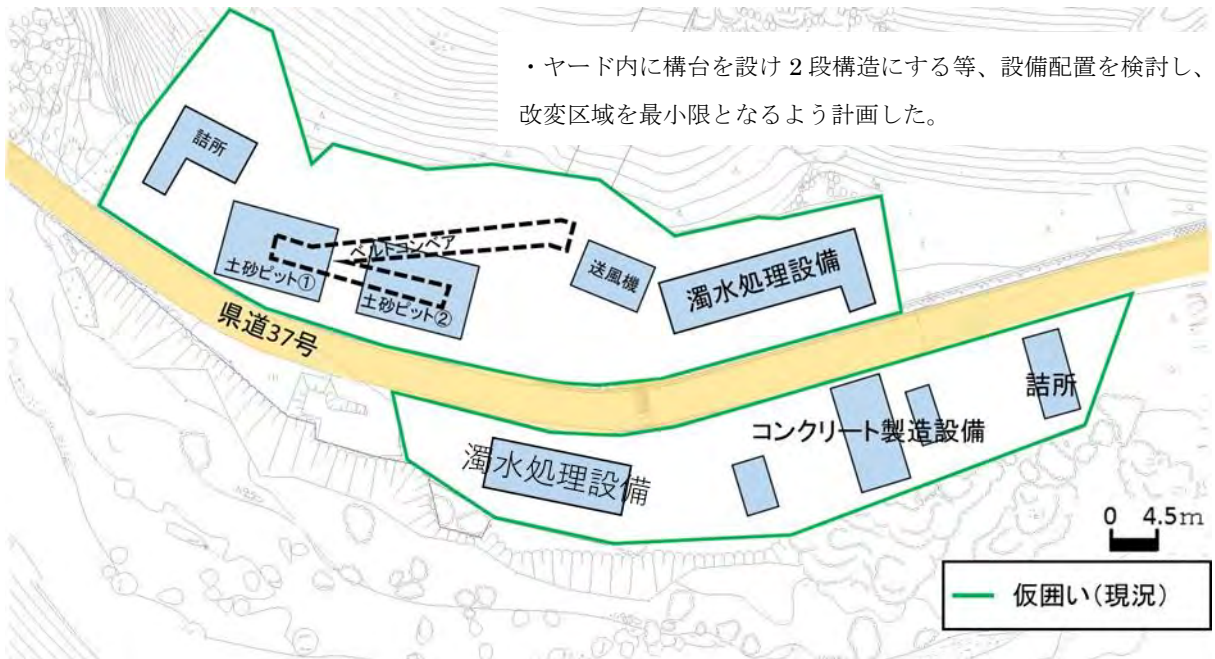 ・ヤード内に構台を設け 2 段構造にする等、設備配置を検討し、
改変区域を最小限となるよう計画した。
詰所
ベルトコンベア
土砂ピット①
土砂ピット②
送風機
濁水処理設備
県道37号
詰所
コンクリート製造設備
濁水処理設備
0 4.5m
仮囲い(現況)